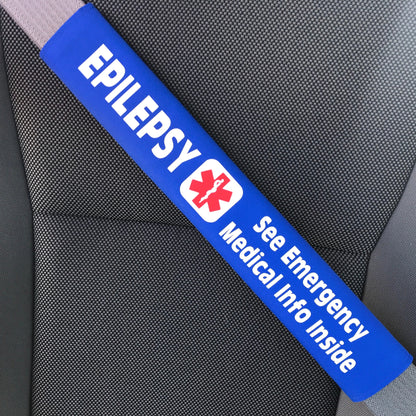 EPILEPSY
See Emergency
Medical Info Inside